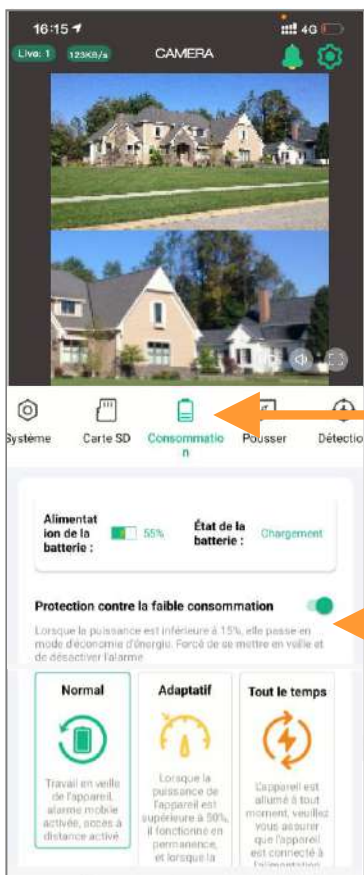 16:15
4G
Live: 1 123KB/s CAMERA
Système Carte SD Consommatio
n
Pousser Détectio
Alimentat
ion de la
batterie :
55%
État de la
batterie :
Chargement
Protection contre la faible consommation
Lorsque la puissance est inférieure à 15%, elle passe en
mode d'économie d'énergie. Forcé de se mettre en veille et
de désactiver l'alarme
Normal
Travail en veille
de l'appareil,
alarme mobile
activée, accès à
distance activé.
Adaptatif
Lorsque la
puissance de
l'appareil est
supérieure à 50%,
il fonctionne en
permanence,
et lorsque la
Tout le temps
L'appareil est
allumé à tout
moment, veuillez
vous assurer
que l'appareil
est connecté à
l'alimentation